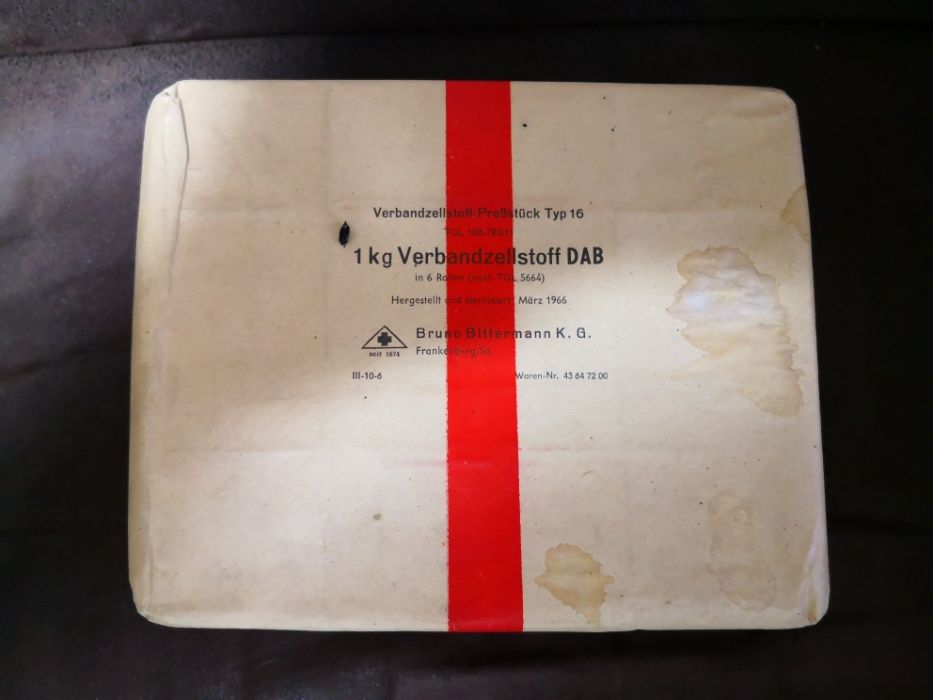 Verbandzellstoff-Preßstück Typ 16
TGL 108-78011
1 kg Verbandzellstoff DAB
in 6 Rollen (nach TGL 5664)
Hergestellt und sterilisiert: März 1966
Bruno Bittermann K. G.
seit 1874
Frankenberg/Sa.
III-10-6
Waren-Nr. 43 64 72 00